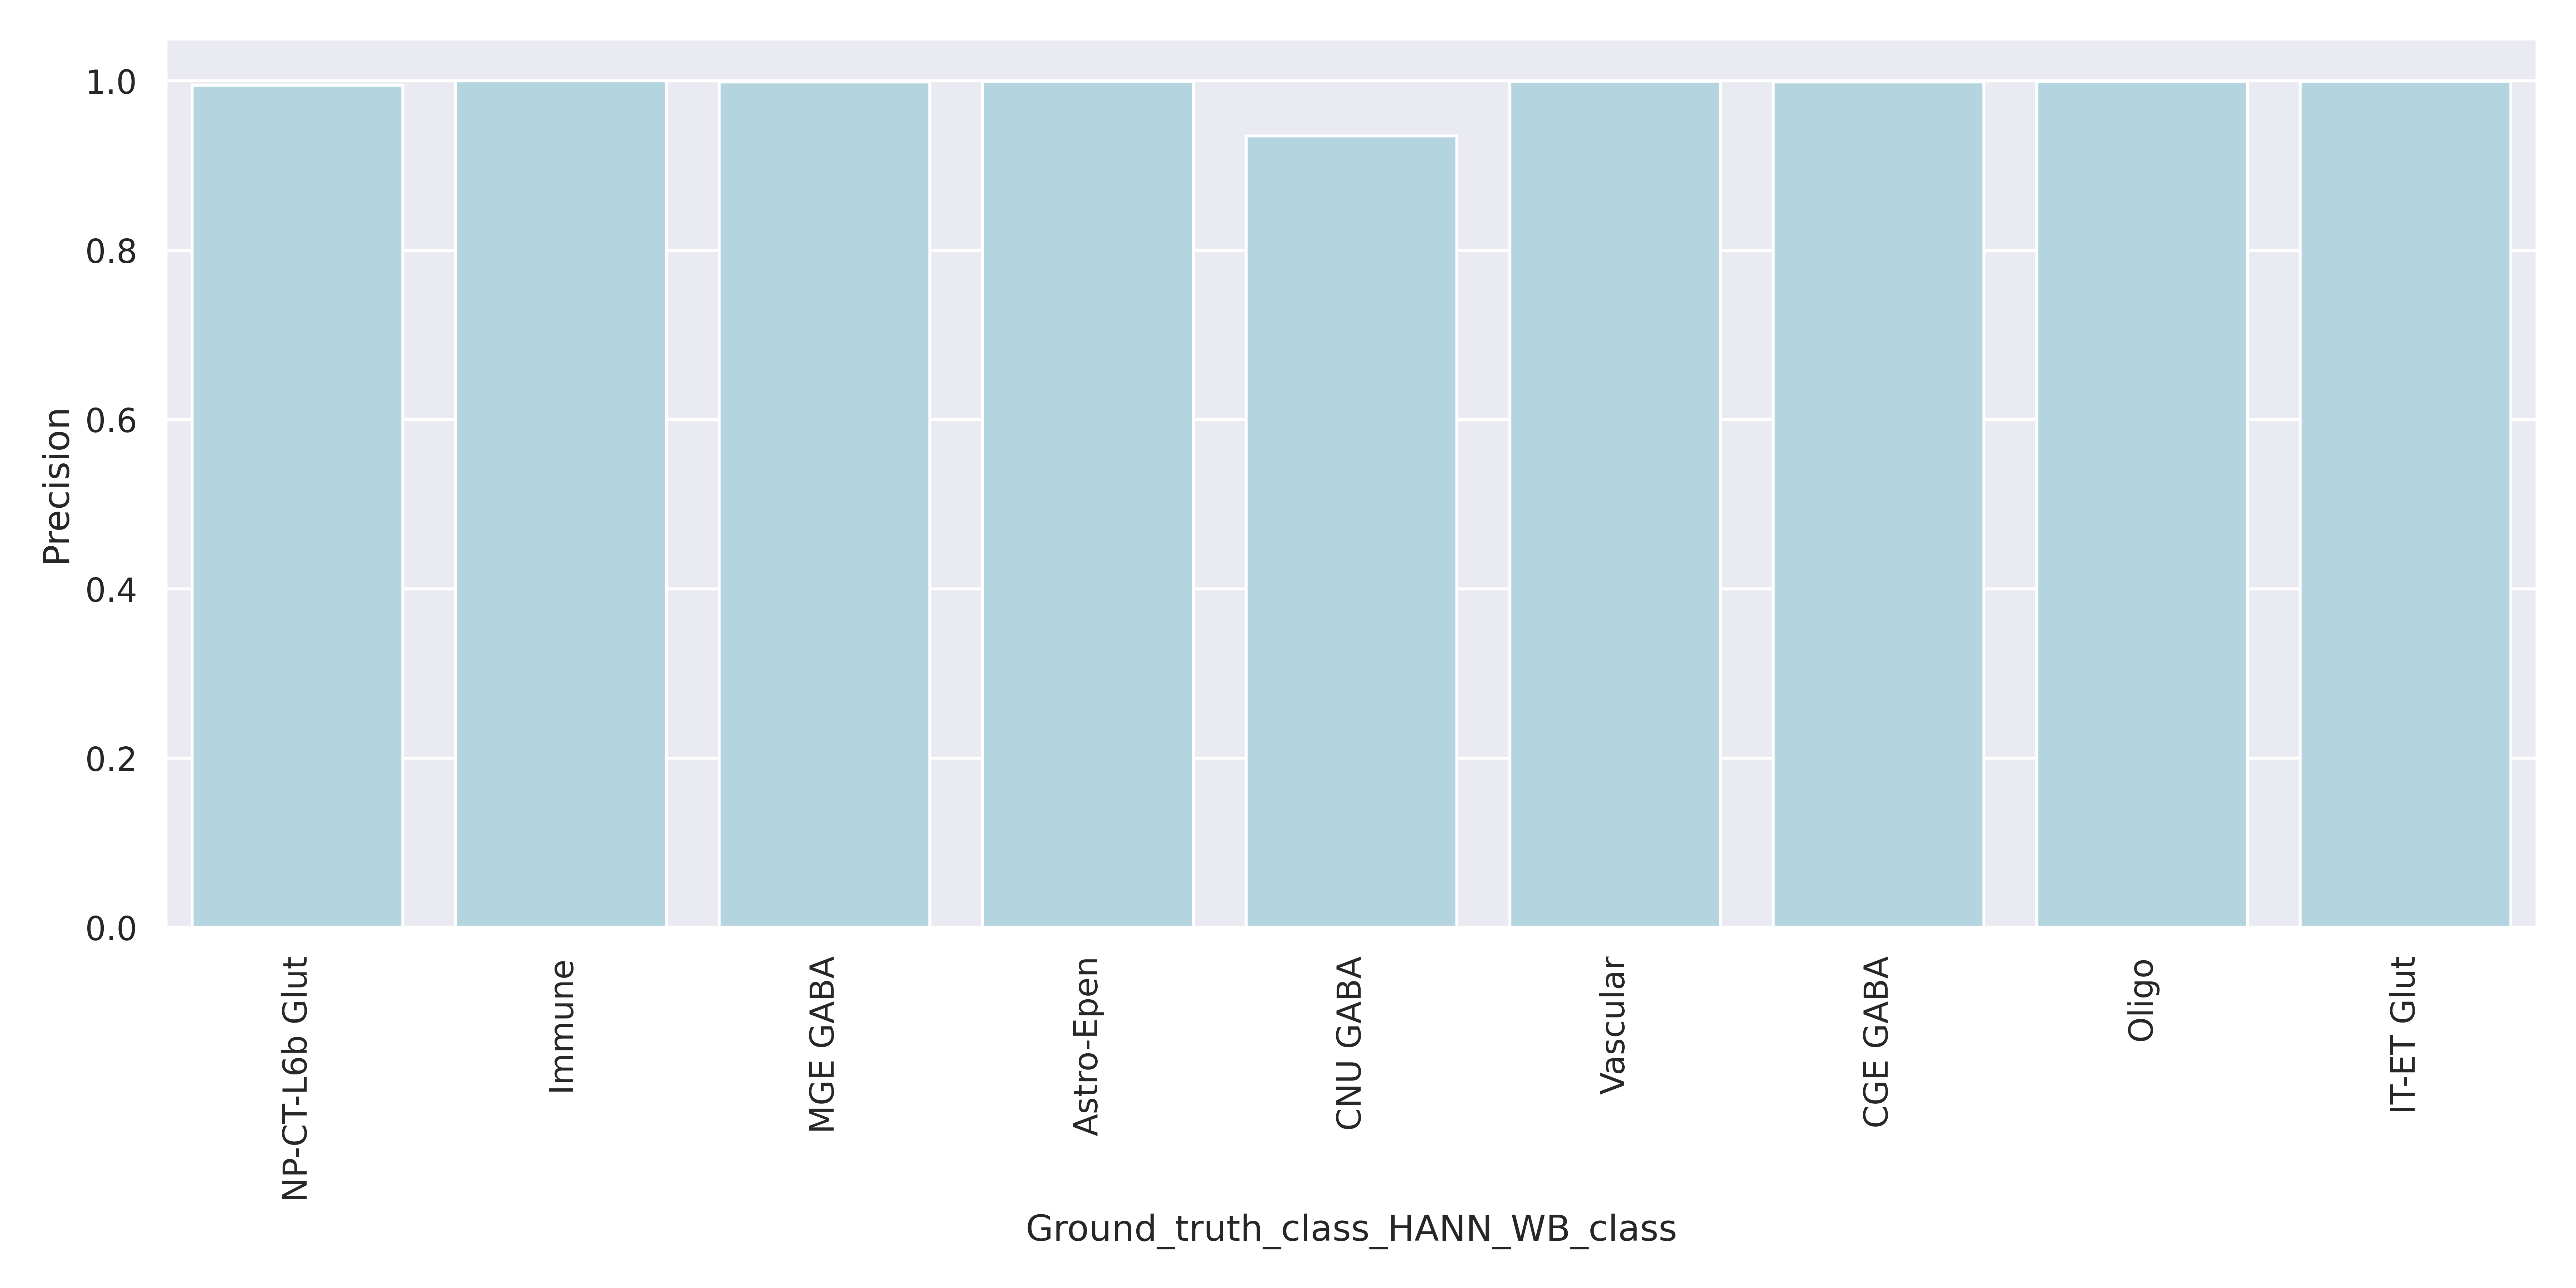 1.0
0.8
0.6
0.4
0.2
0.0
Precision
NP-CT-L6b Glut
Immune
MGE GABA
Astro-Epen
CNU GABA
Vascular
CGE GABA
Oligo
IT-ET Glut
Ground_truth_class_HANN_WB_class